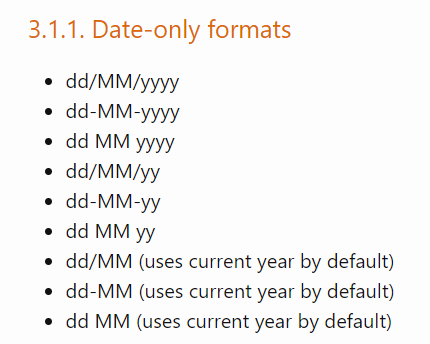 3.1.1. Date-only formats
• dd/MM/yyyy
• dd-MM-yyyy
• dd MM yyyy
• dd/MM/yy
• dd-MM-yy
• dd MM yy
• dd/MM (uses current year by default)
• dd-MM (uses current year by default)
• dd MM (uses current year by default)